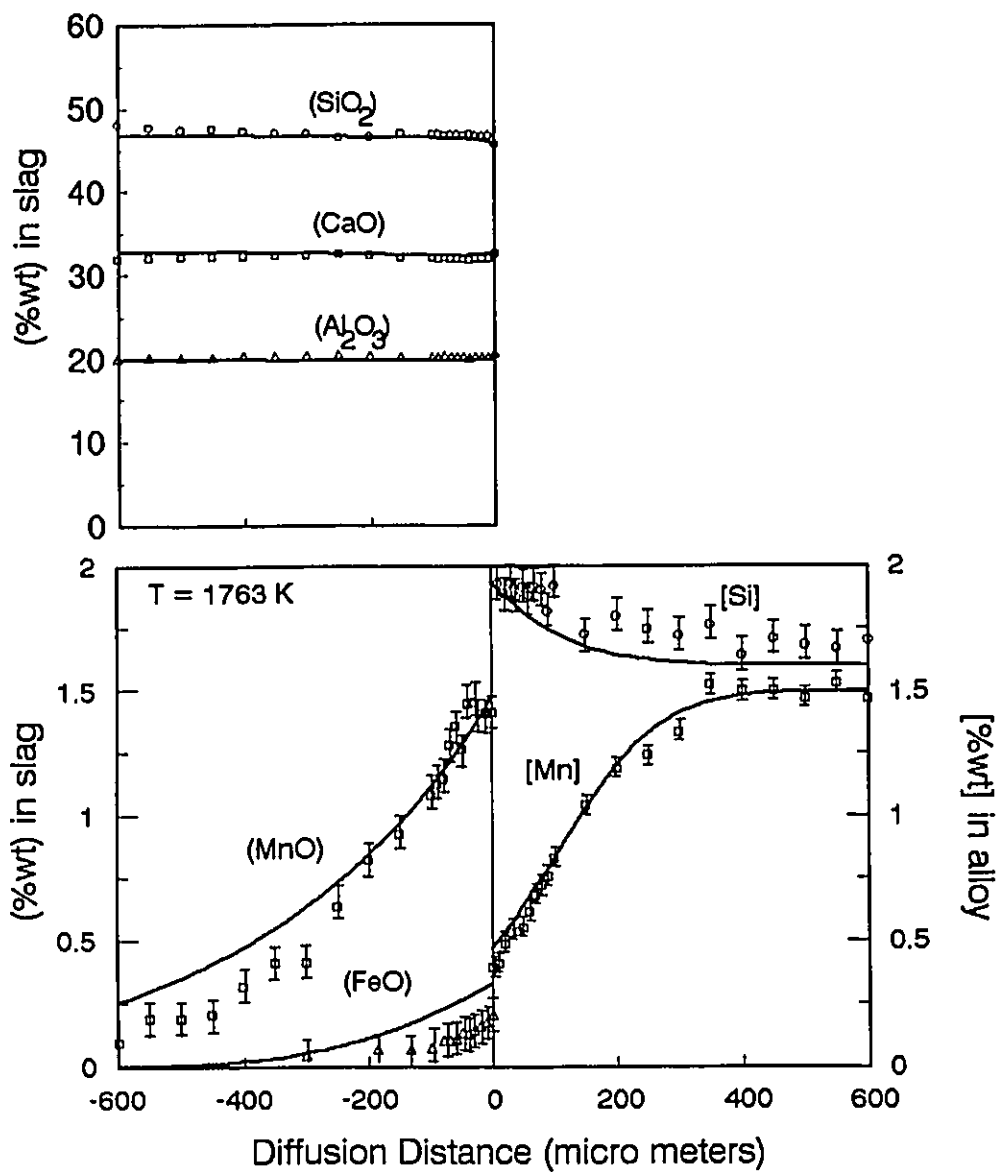 60
50
40
30
20
10
0
(%wt) in slag
(SiO2)
(CaO)
(Al2O3)
2
1.5
1
0.5
0
(%wt) in slag
T = 1763 K
[Si]
[Mn]
(MnO)
(FeO)
2
1.5
1
0.5
0
[%wt] in alloy
-600 -400 -200 0 200 400 600
Diffusion Distance (micro meters)